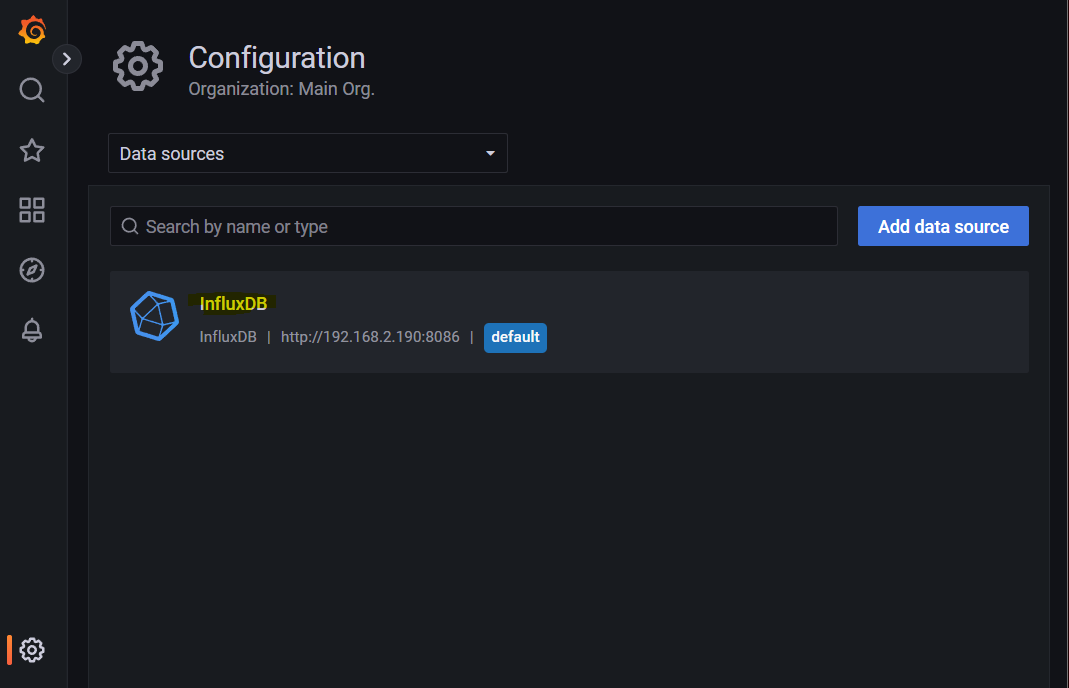 Configuration
Organization: Main Org.
Data sources
Search by name or type
Add data source
InfluxDB
InfluxDB | http://192.168.2.190:8086 | default